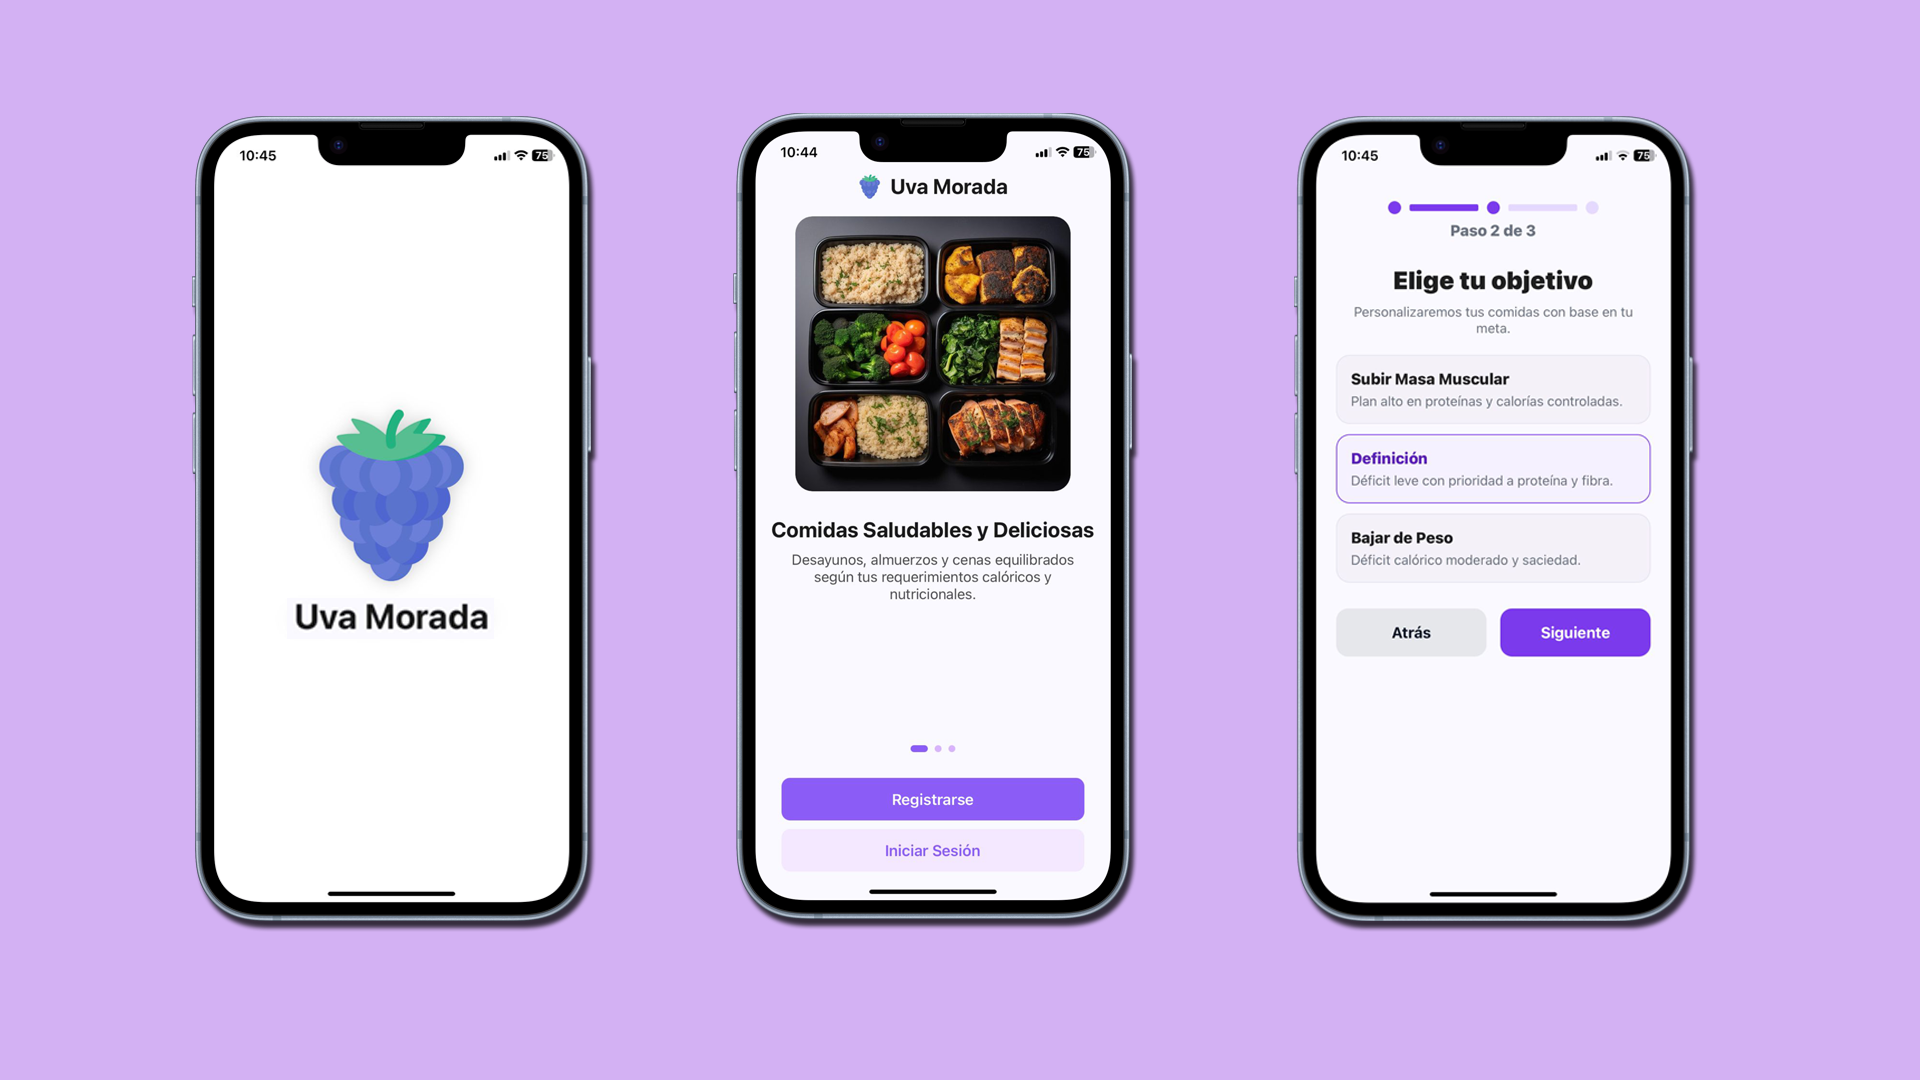 10:45
75
Uva Morada
10:44
75
Uva Morada
Comidas Saludables y Deliciosas
Desayunos, almuerzos y cenas equilibrados
según tus requerimientos calóricos y
nutricionales.
Registrarse
Iniciar Sesión
10:45
75
Paso 2 de 3
Elige tu objetivo
Personalizaremos tus comidas con base en tu
meta.
Subir Masa Muscular
Plan alto en proteínas y calorías controladas.
Definición
Déficit leve con prioridad a proteína y fibra.
Bajar de Peso
Déficit calórico moderado y saciedad.
Atrás
Siguiente